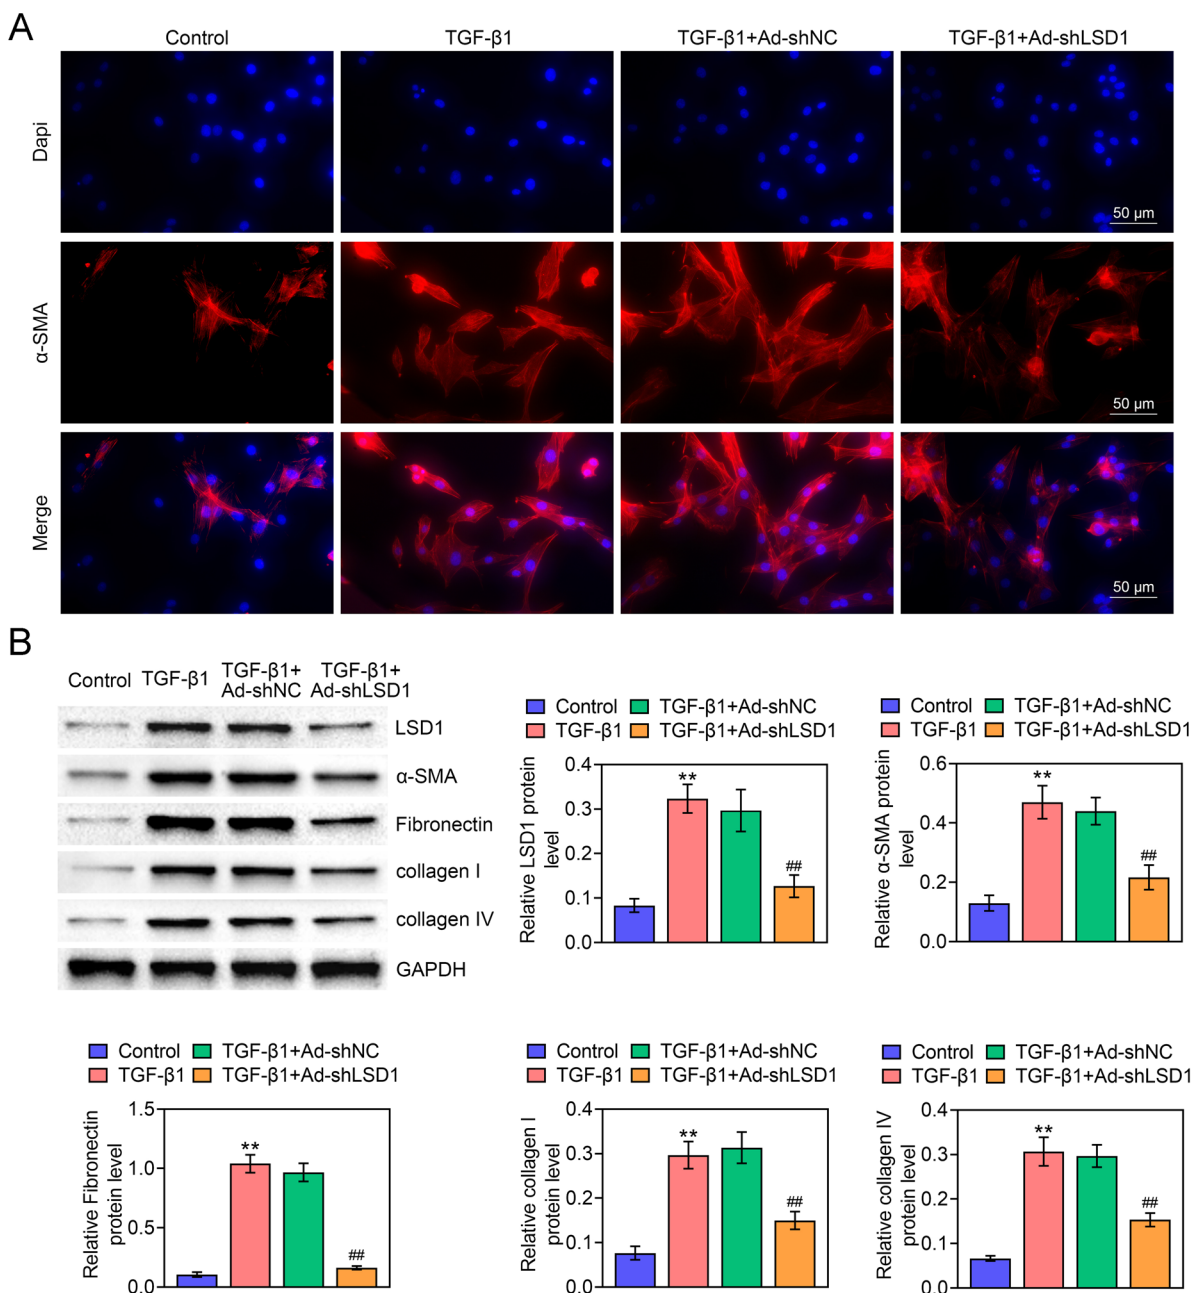 A
Control
TGF-β1
TGF-β1+Ad-shNC
TGF-β1+Ad-shLSD1
Dapi
50 μm
α-SMA
50 μm
Merge
50 μm
B
Control
TGF-β1
TGF-β1+
Ad-shNC
TGF-β1+
Ad-shLSD1
LSD1
α-SMA
Fibronectin
collagen I
collagen IV
GAPDH
Control
TGF-β1+Ad-shNC
TGF-β1
TGF-β1+Ad-shLSD1
Relative LSD1 protein
level
0.4
0.3
0.2
0.1
0.0
**
##
Control
TGF-β1+Ad-shNC
TGF-β1
TGF-β1+Ad-shLSD1
Relative α-SMA protein
level
0.6
0.4
0.2
0.0
**
##
Control
TGF-β1+Ad-shNC
TGF-β1
TGF-β1+Ad-shLSD1
Relative Fibronectin
protein level
1.5
1.0
0.5
0.0
**
##
Control
TGF-β1+Ad-shNC
TGF-β1
TGF-β1+Ad-shLSD1
Relative collagen I
protein level
0.4
0.3
0.2
0.1
0.0
**
##
Control
TGF-β1+Ad-shNC
TGF-β1
TGF-β1+Ad-shLSD1
Relative collagen IV
protein level
0.4
0.3
0.2
0.1
0.0
**
##